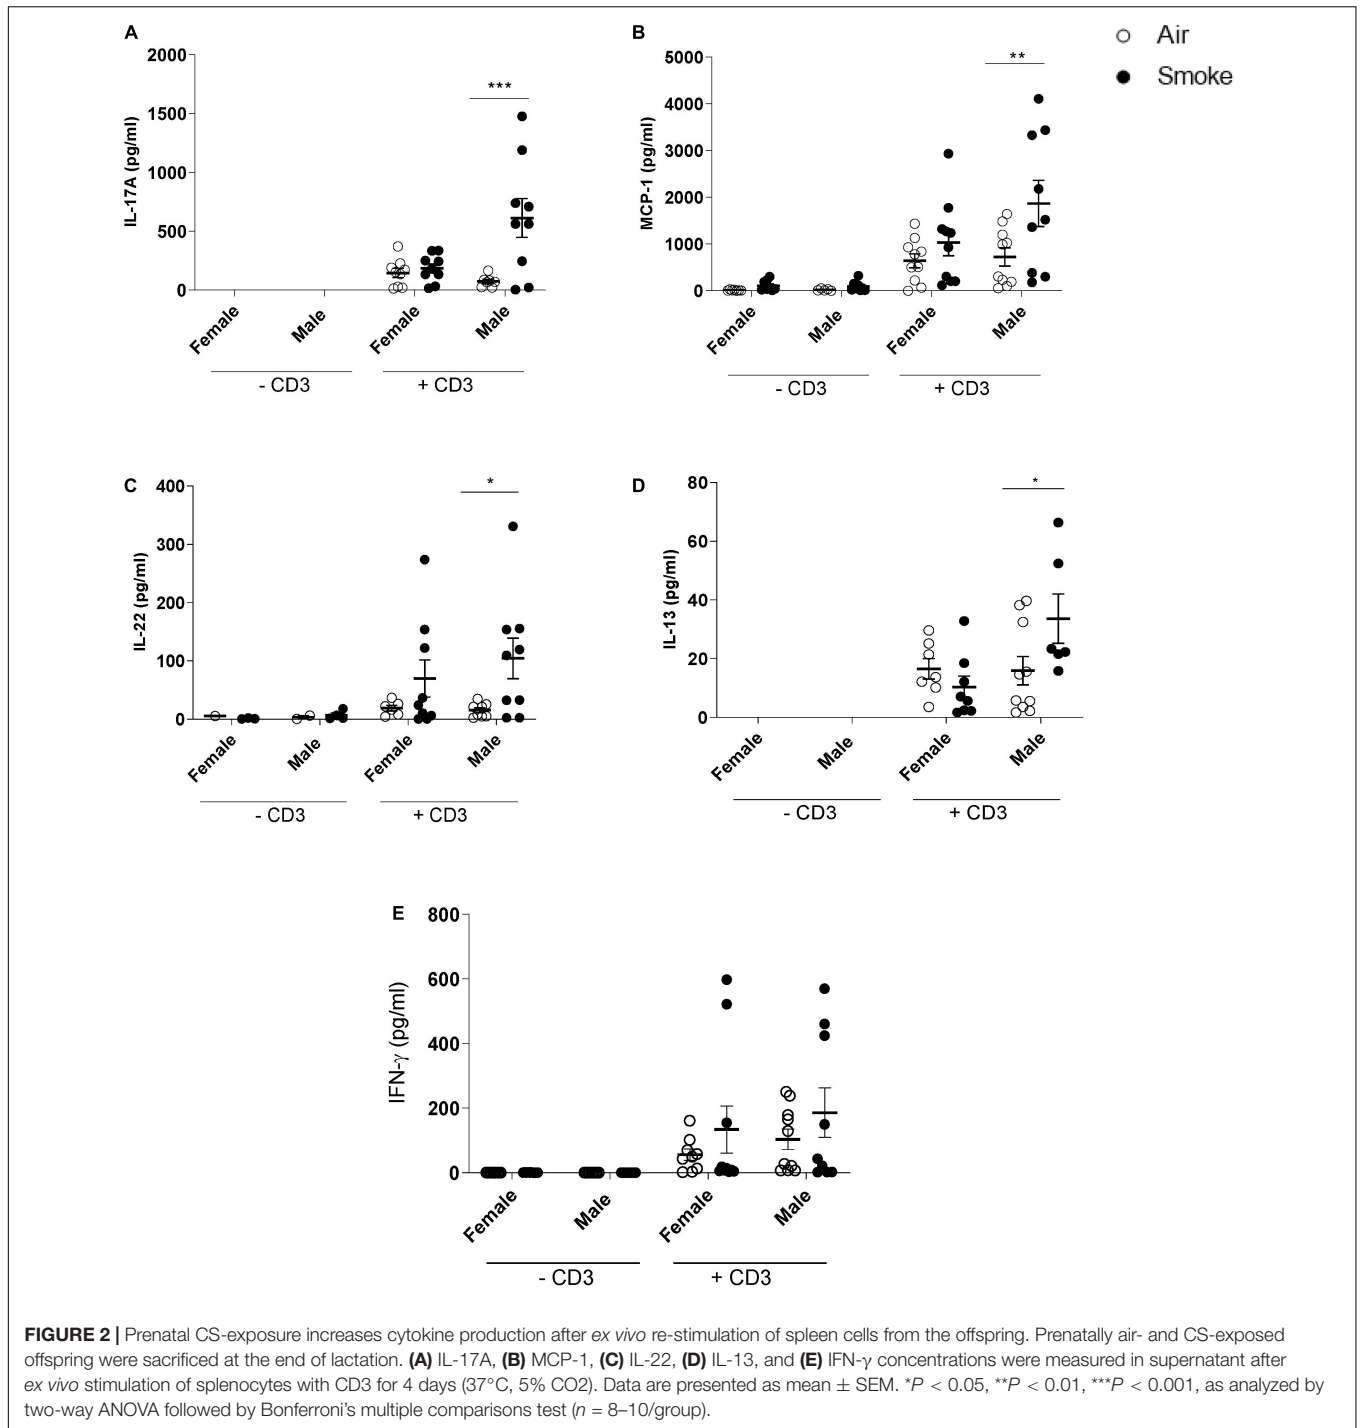 A
2000
1500
1000
500
0
IL-17A (pg/ml)
***
Female
Male
Female
Male
- CD3
+ CD3
B
5000
4000
3000
2000
1000
0
MCP-1 (pg/ml)
**
Female
Male
Female
Male
- CD3
+ CD3
Air
Smoke
C
400
300
200
100
0
IL-22 (pg/ml)
*
Female
Male
Female
Male
- CD3
+ CD3
D
80
60
40
20
0
IL-13 (pg/ml)
*
Female
Male
Female
Male
- CD3
+ CD3
E
800
600
400
200
0
IFN-γ (pg/ml)
Female
Male
Female
Male
- CD3
+ CD3
FIGURE 2 | Prenatal CS-exposure increases cytokine production after ex vivo re-stimulation of spleen cells from the offspring. Prenatally air- and CS-exposed
offspring were sacrificed at the end of lactation. (A) IL-17A, (B) MCP-1, (C) IL-22, (D) IL-13, and (E) IFN-γ concentrations were measured in supernatant after
ex vivo stimulation of splenocytes with CD3 for 4 days (37°C, 5% CO2). Data are presented as mean ± SEM. *P < 0.05, **P < 0.01, ***P < 0.001, as analyzed by
two-way ANOVA followed by Bonferroni's multiple comparisons test (n = 8–10/group).